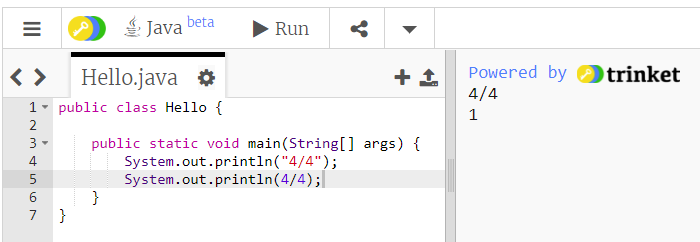 Java beta
Run
Hello.java
1 public class Hello {
2
3 public static void main(String[] args) {
4 System.out.println("4/4");
5 System.out.println(4/4);
6 }
7 }
Powered by trinket
4/4
1